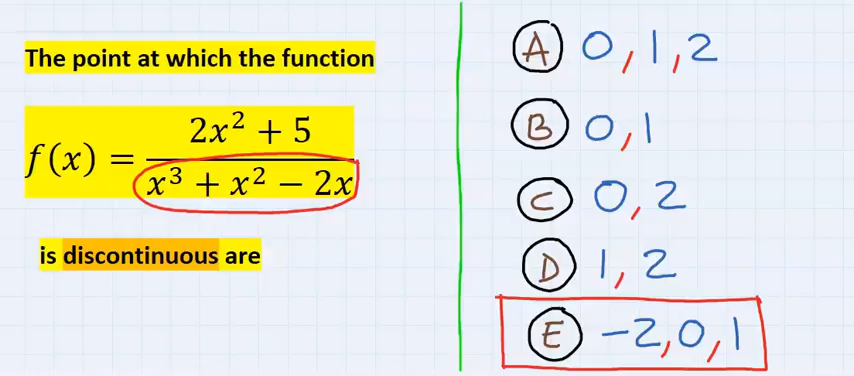 The point at which the function
f(x) = \frac{2x² + 5}{x³ + x² − 2x}
is discontinuous are
A 0, 1, 2
B 0, 1
C 0, 2
D 1, 2
E −2, 0, 1